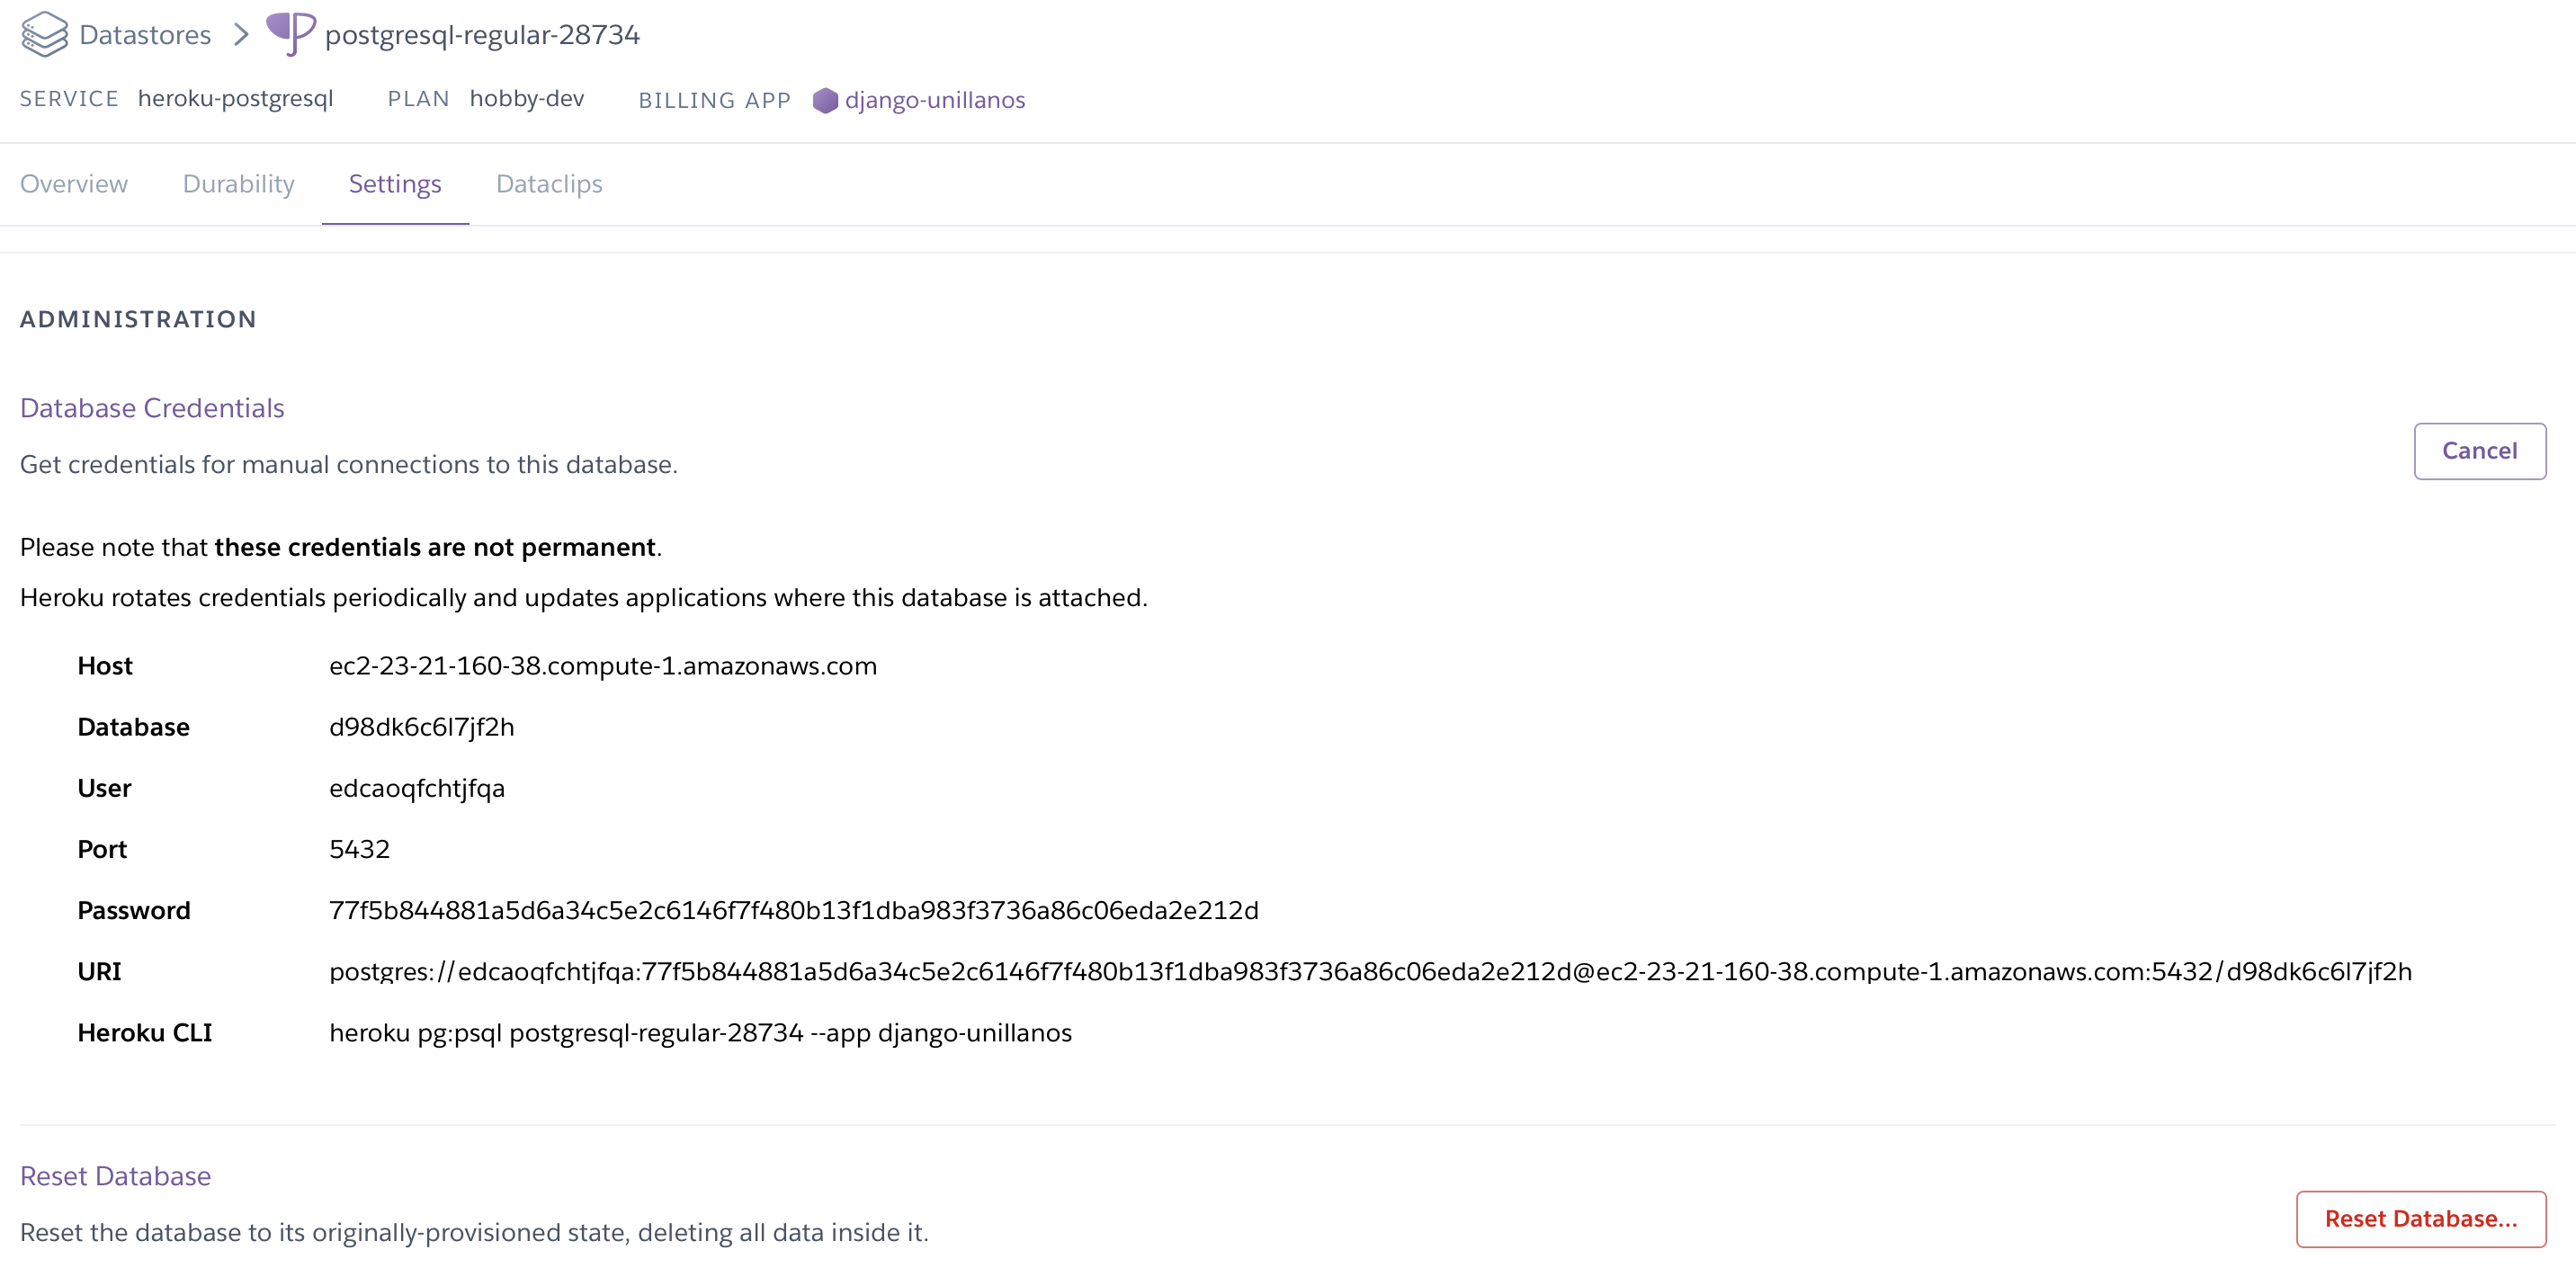 Datastores > postgresql-regular-28734
SERVICE heroku-postgresql PLAN hobby-dev BILLING APP django-unillanos
Overview Durability Settings Dataclips
ADMINISTRATION
Database Credentials
Get credentials for manual connections to this database.
Cancel
Please note that these credentials are not permanent.
Heroku rotates credentials periodically and updates applications where this database is attached.
Host ec2-23-21-160-38.compute-1.amazonaws.com
Database d98dk6c6l7jf2h
User edcaoqfchtjfqa
Port 5432
Password 77f5b844881a5d6a34c5e2c6146f7f480b13f1dba983f3736a86c06eda2e212d
URI postgres://edcaoqfchtjfqa:77f5b844881a5d6a34c5e2c6146f7f480b13f1dba983f3736a86c06eda2e212d@ec2-23-21-160-38.compute-1.amazonaws.com:5432/d98dk6c6l7jf2h
Heroku CLI heroku pg:psql postgresql-regular-28734 --app django-unillanos
Reset Database
Reset the database to its originally-provisioned state, deleting all data inside it.
Reset Database...